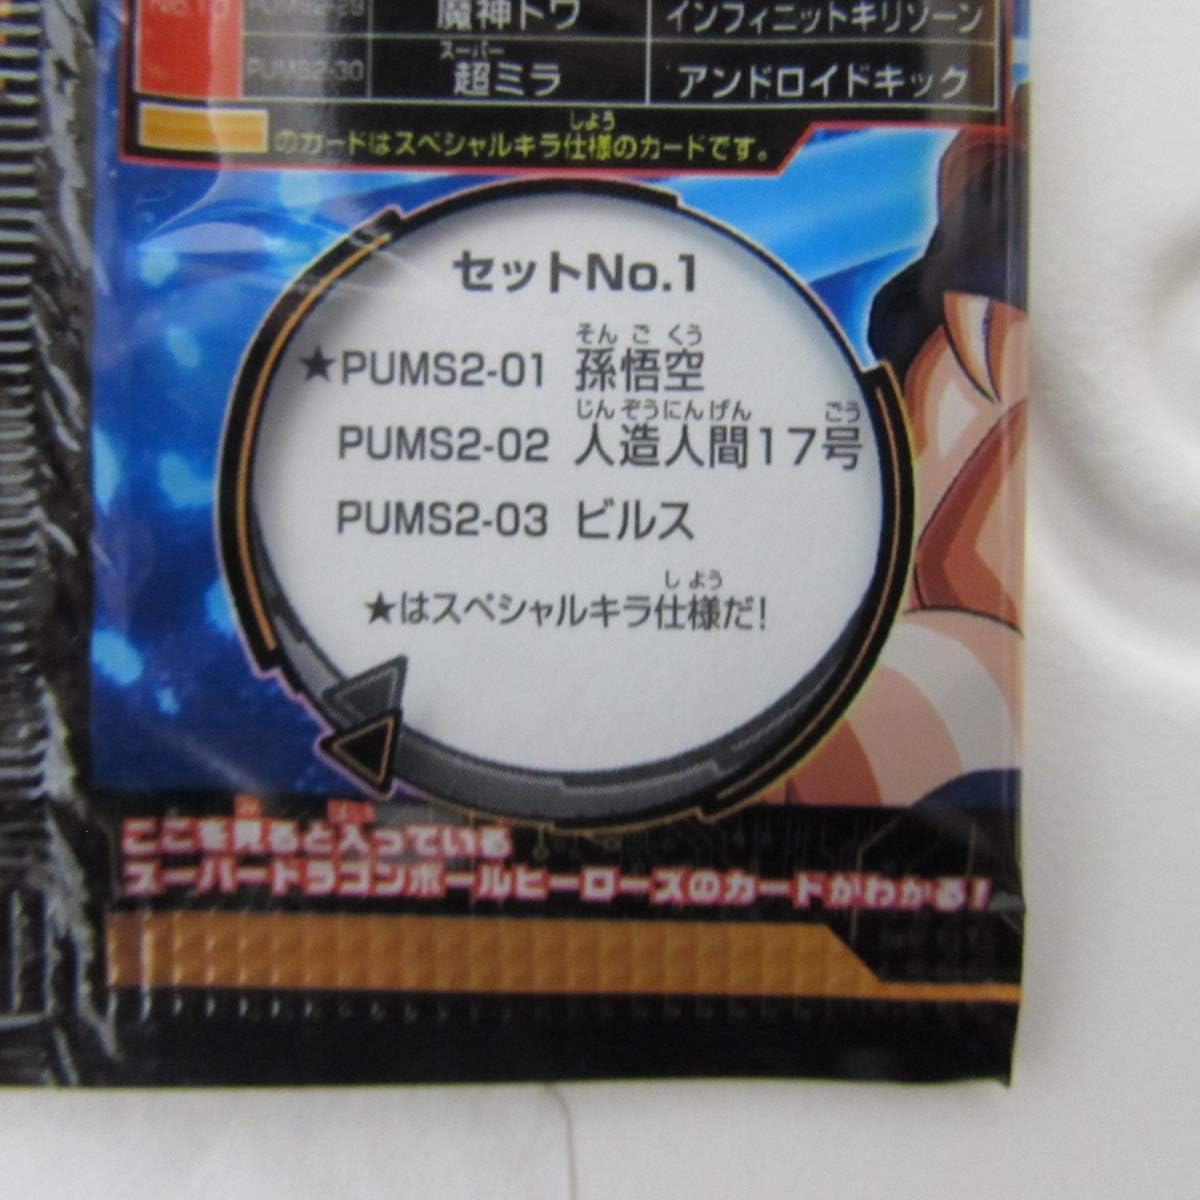 PUMS2-29 魔神トワ インフィニットキリゾーン
スーパー
PUMS2-30 超ミラ アンドロイドキック
しよう
のカードはスペシャルキラ仕様のカードです。
セットNo.1
そん ご くう
★PUMS2-01 孫悟空
じんぞうにんげん ごう
PUMS2-02 人造人間17号
PUMS2-03 ビルス
しよう
★はスペシャルキラ仕様だ!
み はい
ここを見ると入っている
スーパードラゴンボールヒーローズのカードがわかる!